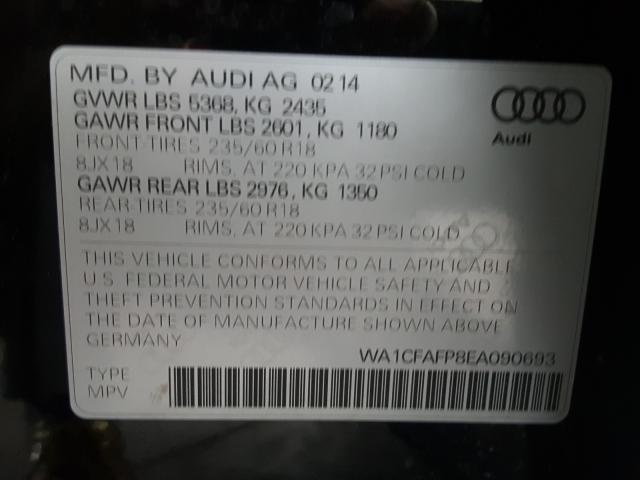 MFD. BY AUDI AG 02 14
GVWR LBS 5368, KG 2435
GAWR FRONT LBS 2601, KG 1180
FRONT-TIRES 235/60 R18
8JX18 RIMS, AT 220 KPA 32 PSI COLD
GAWR REAR LBS 2976, KG 1350
REAR-TIRES 235/60 R18
8JX18 RIMS, AT 220 KPA 32 PSI COLD
Audi
THIS VEHICLE CONFORMS TO ALL APPLICABLE
U.S. FEDERAL MOTOR VEHICLE SAFETY AND
THEFT PREVENTION STANDARDS IN EFFECT ON
THE DATE OF MANUFACTURE SHOWN ABOVE.
GERMANY
WA1CFAFP8EA090693
TYPE
MPV